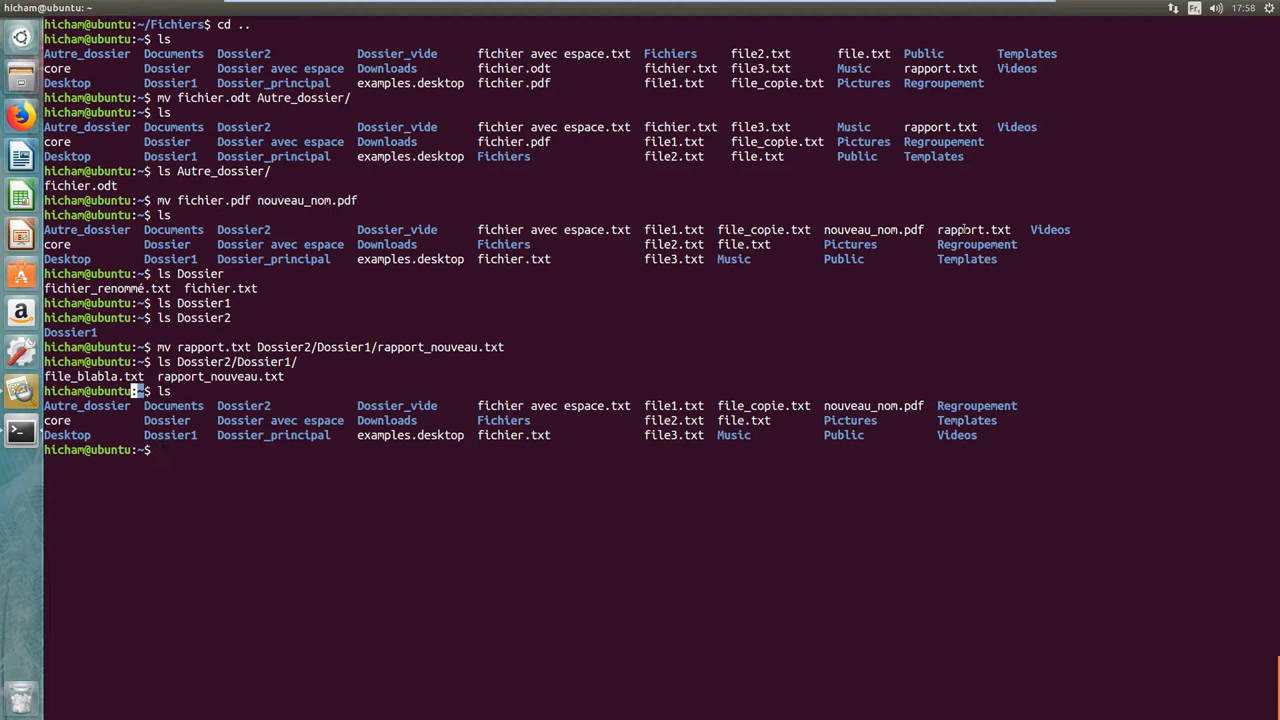 hicham@ubuntu: ~ Fr 17:58
hicham@ubuntu:~/Fichiers$ cd ..
hicham@ubuntu:~$ ls
Autre_dossier Documents Dossier2 Dossier_vide fichier avec espace.txt Fichiers file2.txt file.txt Public Templates
core Dossier Dossier avec espace Downloads fichier.odt fichier.txt file3.txt Music rapport.txt Videos
Desktop Dossier1 Dossier_principal examples.desktop fichier.pdf file1.txt file_copie.txt Pictures Regroupement
hicham@ubuntu:~$ mv fichier.odt Autre_dossier/
hicham@ubuntu:~$ ls
Autre_dossier Documents Dossier2 Dossier_vide fichier avec espace.txt fichier.txt file3.txt Music rapport.txt Videos
core Dossier Dossier avec espace Downloads fichier.pdf file1.txt file_copie.txt Pictures Regroupement
Desktop Dossier1 Dossier_principal examples.desktop Fichiers file2.txt file.txt Public Templates
hicham@ubuntu:~$ ls Autre_dossier/
fichier.odt
hicham@ubuntu:~$ mv fichier.pdf nouveau_nom.pdf
hicham@ubuntu:~$ ls
Autre_dossier Documents Dossier2 Dossier_vide fichier avec espace.txt file1.txt file_copie.txt nouveau_nom.pdf rapport.txt Videos
core Dossier Dossier avec espace Downloads Fichiers file2.txt file.txt Pictures Regroupement
Desktop Dossier1 Dossier_principal examples.desktop fichier.txt file3.txt Music Public Templates
hicham@ubuntu:~$ ls Dossier
fichier_renommé.txt fichier.txt
hicham@ubuntu:~$ ls Dossier1
hicham@ubuntu:~$ ls Dossier2
Dossier1
hicham@ubuntu:~$ mv rapport.txt Dossier2/Dossier1/rapport_nouveau.txt
hicham@ubuntu:~$ ls Dossier2/Dossier1/
file_blabla.txt rapport_nouveau.txt
hicham@ubuntu:~$ ls
Autre_dossier Documents Dossier2 Dossier_vide fichier avec espace.txt file1.txt file_copie.txt nouveau_nom.pdf Regroupement
core Dossier Dossier avec espace Downloads Fichiers file2.txt file.txt Pictures Templates
Desktop Dossier1 Dossier_principal examples.desktop fichier.txt file3.txt Music Public Videos
hicham@ubuntu:~$